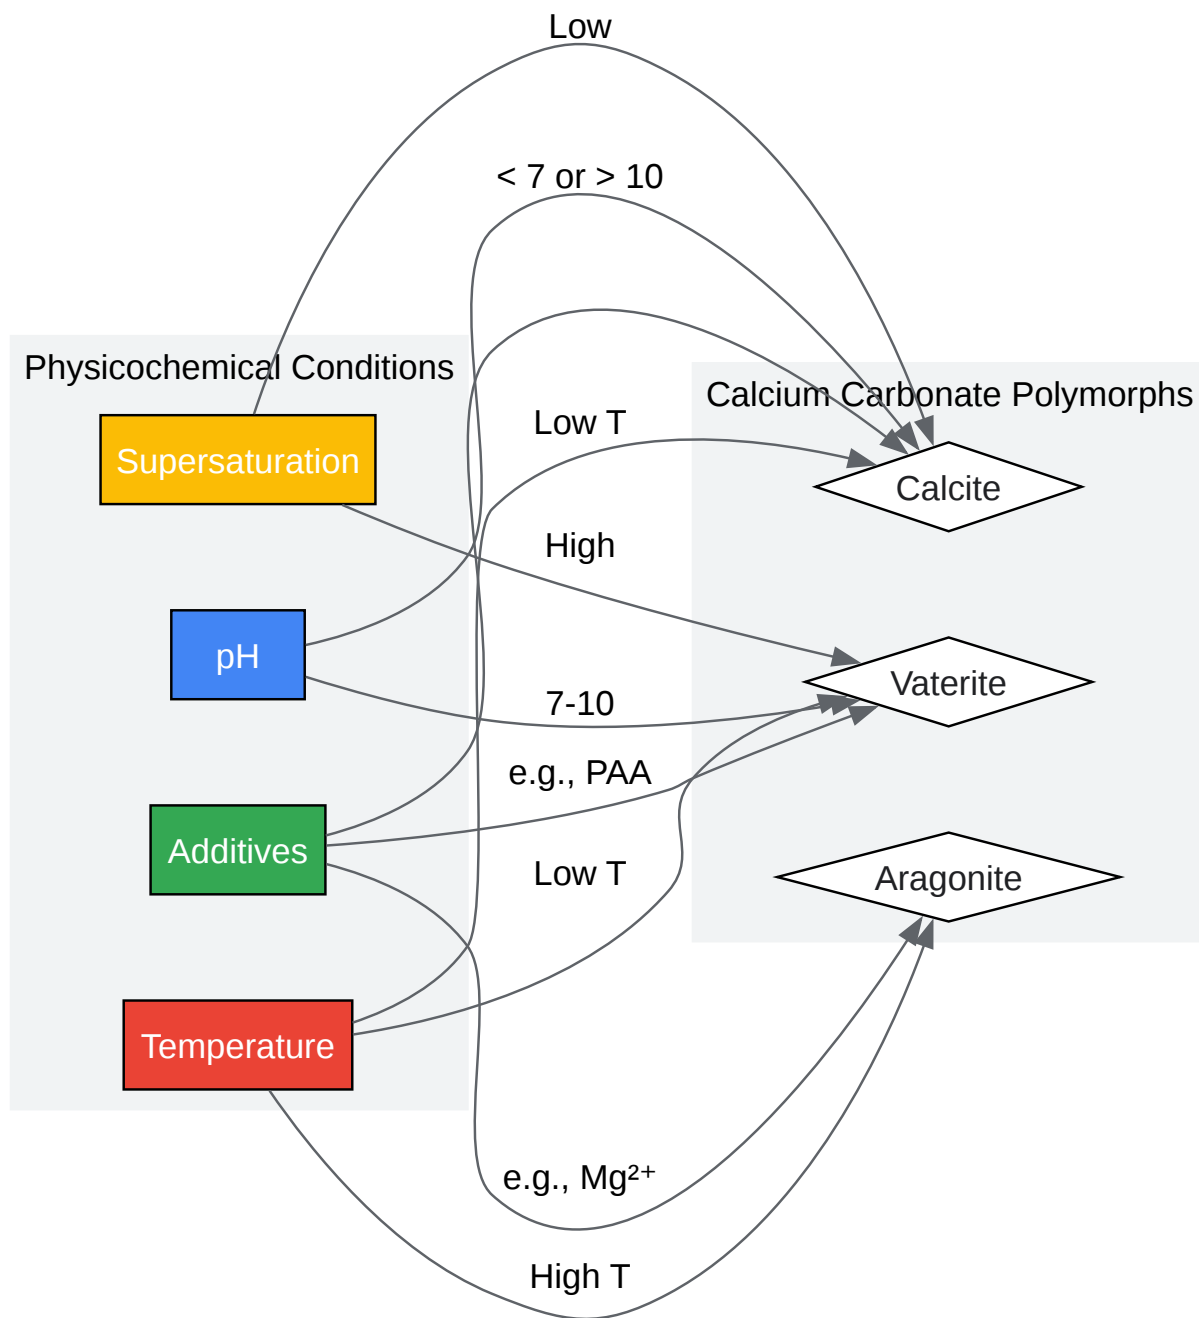 Low
< 7 or > 10
Physicochemical Conditions
Calcium Carbonate Polymorphs
Low T
Supersaturation
Calcite
High
pH
Vaterite
7-10
e.g., PAA
Additives
Low T
Aragonite
Temperature
e.g., Mg²⁺
High T